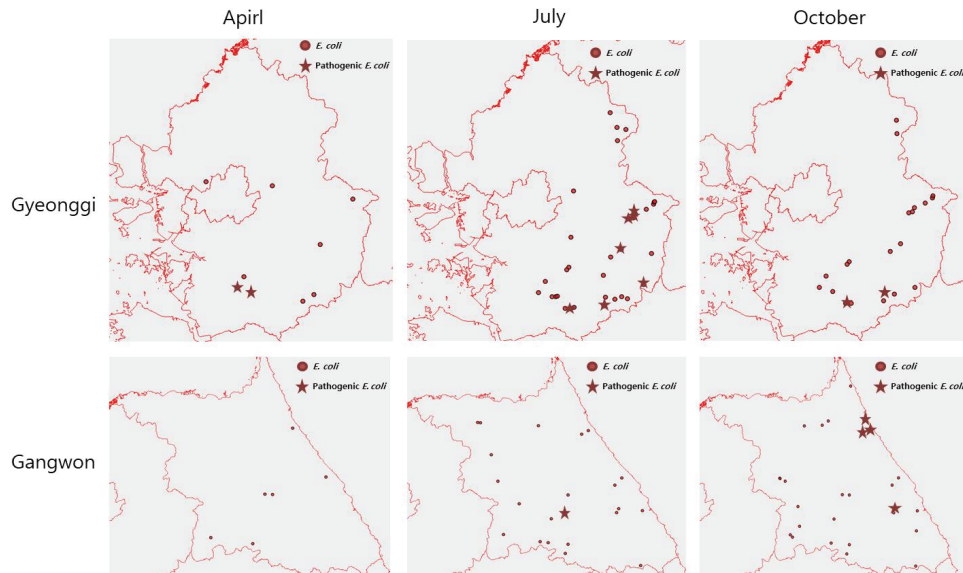 Apirl July October
Gyeonggi
E. coli
Pathogenic E.coli
E. coli
Pathogenic E.coli
E. coli
Pathogenic E.coli
Gangwon
E. coli
Pathogenic E.coli
E. coli
Pathogenic E.coli
E. coli
Pathogenic E.coli